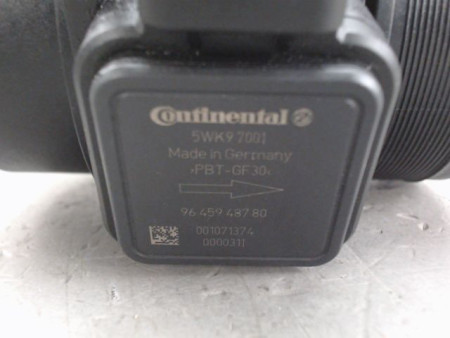 Continental
5WK9 7001
Made in Germany
›PBT-GF30‹
96 459 487 80
001071374
0000311